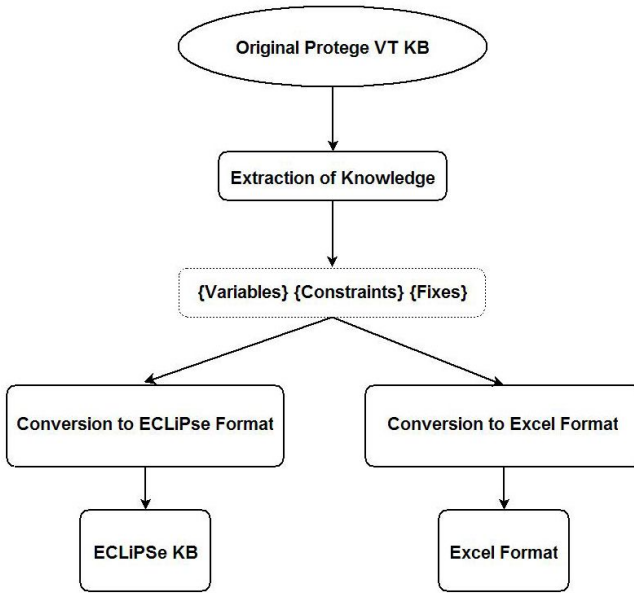 Original Protege VT KB
Extraction of Knowledge
{Variables} {Constraints} {Fixes}
Conversion to ECLiPse Format
Conversion to Excel Format
ECLiPSe KB
Excel Format